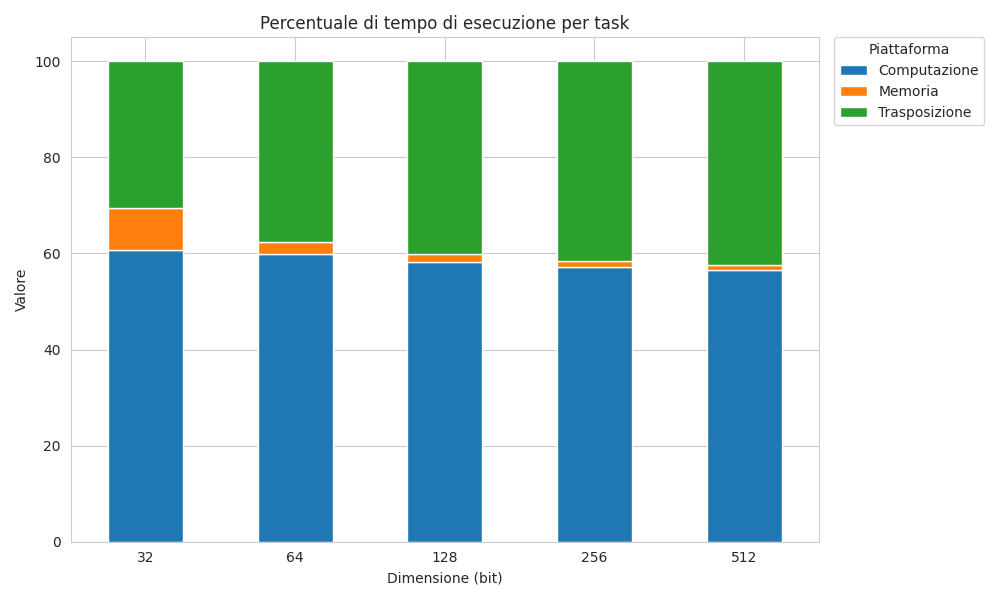 Percentuale di tempo di esecuzione per task
Piattaforma
Computazione
Memoria
Trasposizione
100
80
60
40
20
0
Valore
32 64 128 256 512
Dimensione (bit)